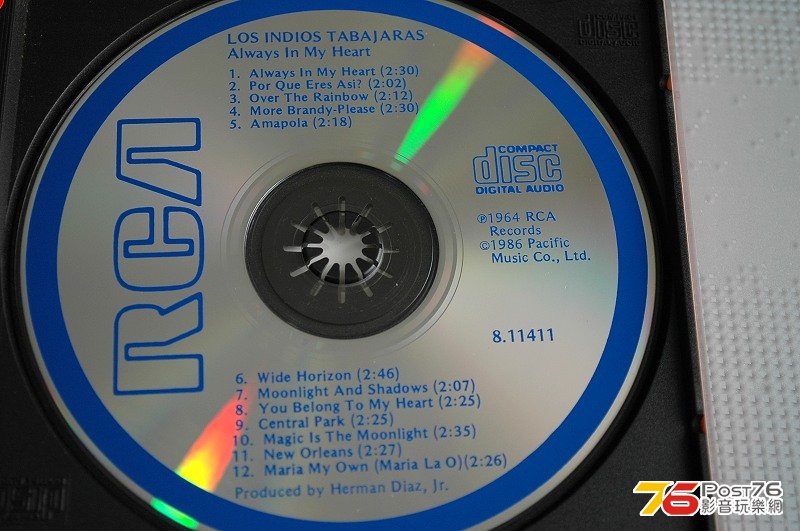 LOS INDIOS TABAJARAS
Always In My Heart
1. Always In My Heart (2:30)
2. Por Que Eres Asi? (2:02)
3. Over The Rainbow (2:12)
4. More Brandy-Please (2:30)
5. Amapola (2:18)
RCA
COMPACT
disc
DIGITAL AUDIO
℗1964 RCA
Records
©1986 Pacific
Music Co., Ltd.
8.11411
6. Wide Horizon (2:46)
7. Moonlight And Shadows (2:07)
8. You Belong To My Heart (2:25)
9. Central Park (2:25)
10. Magic Is The Moonlight (2:35)
11. New Orleans (2:27)
12. Maria My Own (Maria La O)(2:26)
Produced by Herman Diaz, Jr.
disc
DIGITAL AUDIO
76 POST76
影音玩樂網